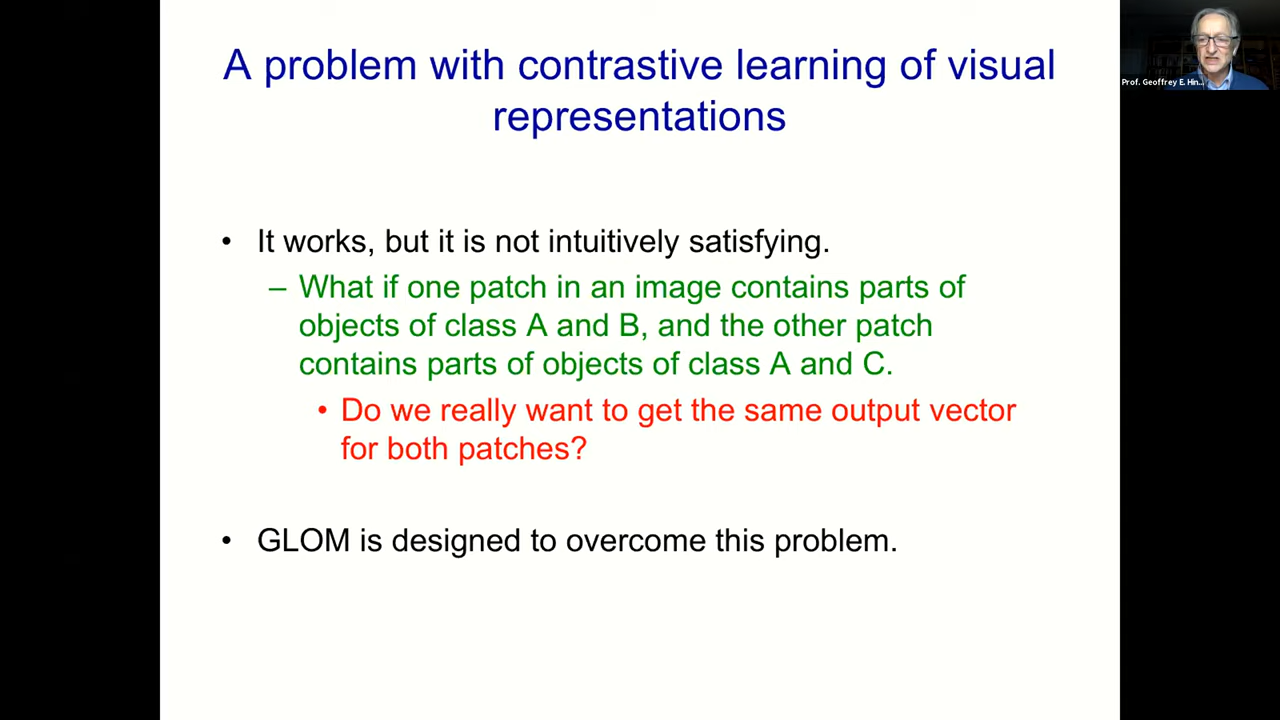 A problem with contrastive learning of visual
representations
• It works, but it is not intuitively satisfying.
– What if one patch in an image contains parts of
objects of class A and B, and the other patch
contains parts of objects of class A and C.
• Do we really want to get the same output vector
for both patches?
• GLOM is designed to overcome this problem.
Prof. Geoffrey E. Hin...